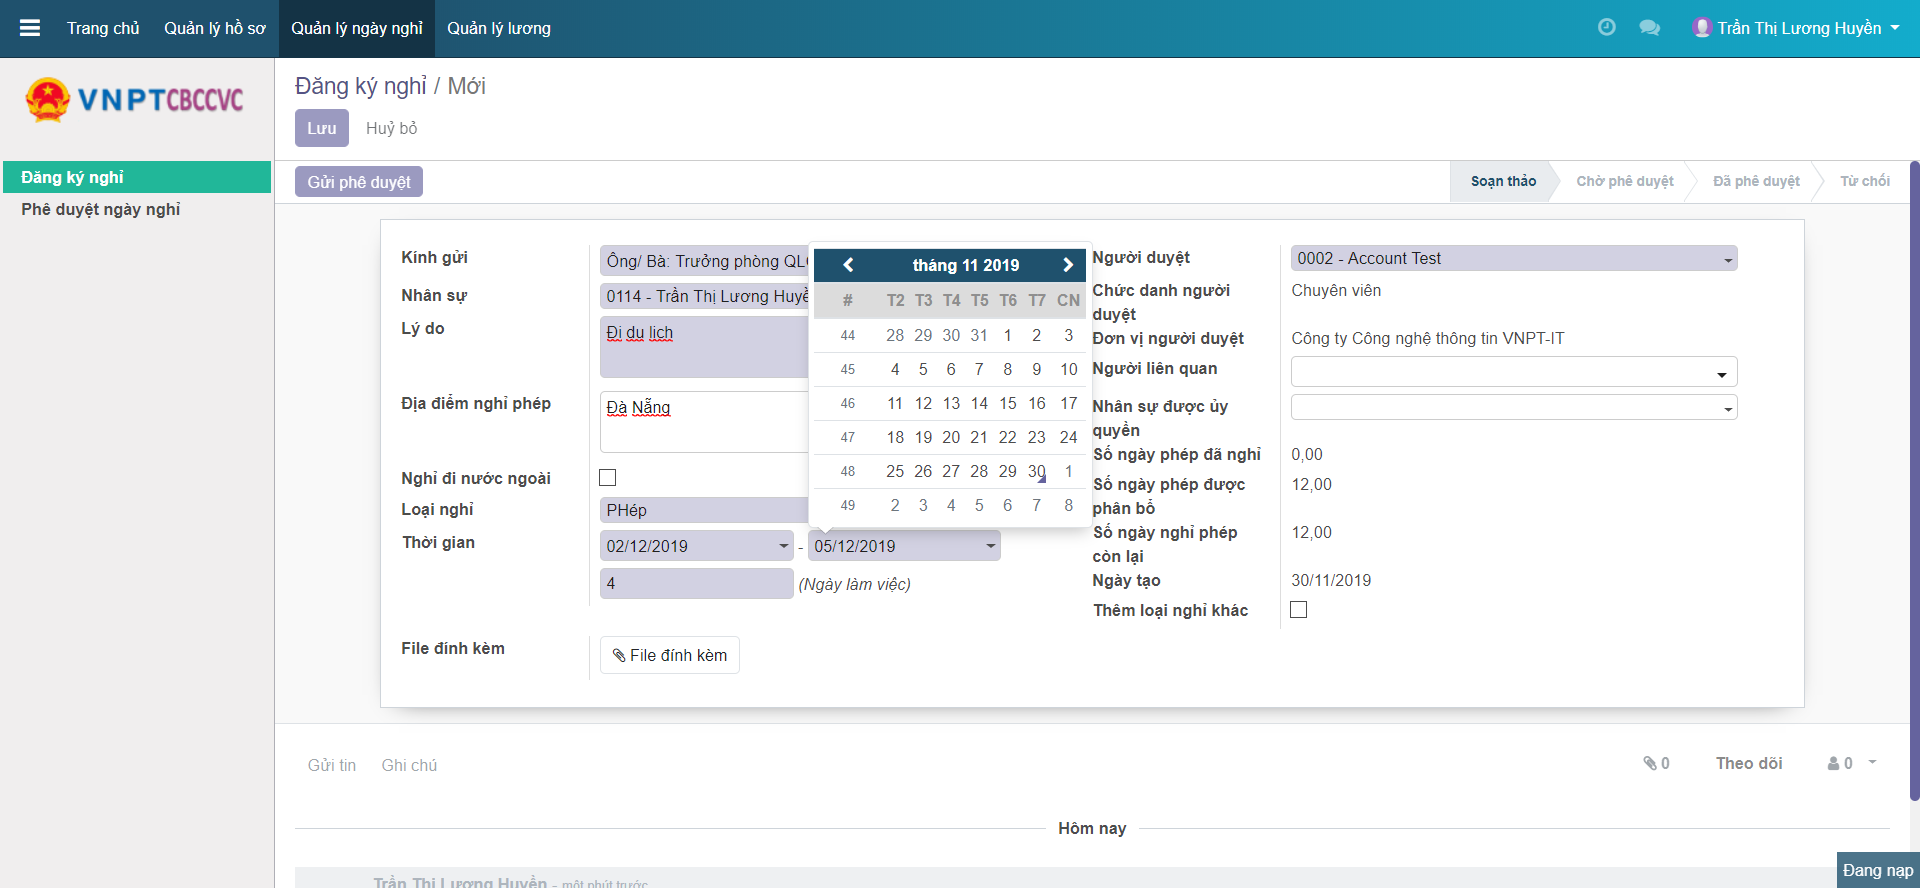 Trang chủ Quản lý hồ sơ Quản lý ngày nghỉ Quản lý lương Trần Thị Lương Huyền
VNPTCBCCVC
Đăng ký nghỉ
Phê duyệt ngày nghỉ
Đăng ký nghỉ / Mới
Lưu Huỷ bỏ
Gửi phê duyệt Soạn thảo Chờ phê duyệt Đã phê duyệt Từ chối
Kính gửi Ông/ Bà: Trưởng phòng
Nhân sự 0114 - Trần Thị Lương
Lý do Đi du lich
Địa điểm nghỉ phép Đà Nẵng
Nghỉ đi nước ngoài
Loại nghỉ PHép
Thời gian 02/12/2019 - 05/12/2019
4 (Ngày làm việc)
File đính kèm File đính kèm
tháng 11 2019
# T2 T3 T4 T5 T6 T7 CN
44 28 29 30 31 1 2 3
45 4 5 6 7 8 9 10
46 11 12 13 14 15 16 17
47 18 19 20 21 22 23 24
48 25 26 27 28 29 30 1
49 2 3 4 5 6 7 8
Người duyệt 0002 - Account Test
Chức danh người duyệt Chuyên viên
Đơn vị người duyệt Công ty Công nghệ thông tin VNPT-IT
Người liên quan
Nhân sự được ủy quyền
Số ngày phép đã nghỉ 0,00
Số ngày phép được phân bổ 12,00
Số ngày nghỉ phép còn lại 12,00
Ngày tạo 30/11/2019
Thêm loại nghỉ khác
Gửi tin Ghi chú 0 Theo dõi 0
Hôm nay
Trần Thị Lương Huyền - một phút trước
Đang nạp